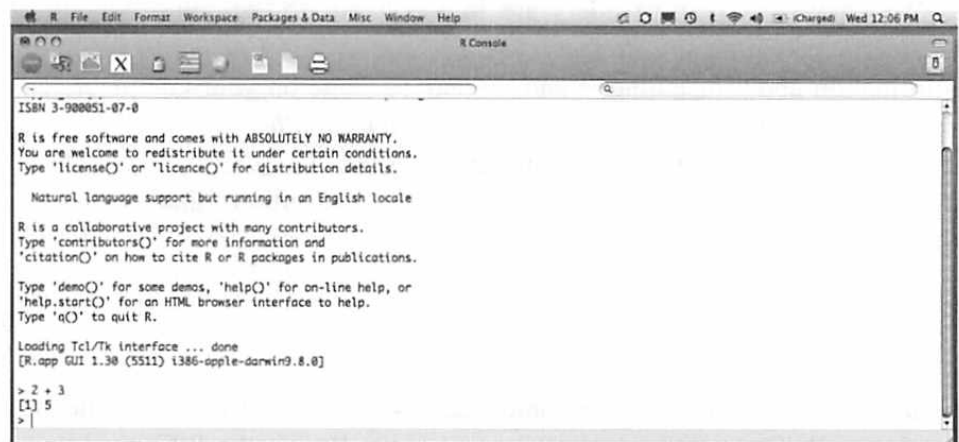 R File Edit Format Workspace Packages & Data Misc Window Help (Charged) Wed 12:06 PM
R Console
ISBN 3-900051-07-0
R is free software and comes with ABSOLUTELY NO WARRANTY.
You are welcome to redistribute it under certain conditions.
Type 'license()' or 'licence()' for distribution details.
Natural language support but running in an English locale
R is a collaborative project with many contributors.
Type 'contributors()' for more information and
'citation()' on how to cite R or R packages in publications.
Type 'demo()' for some demos, 'help()' for on-line help, or
'help.start()' for an HTML browser interface to help.
Type 'q()' to quit R.
Loading Tcl/Tk interface ... done
[R.app GUI 1.30 (5511) i386-apple-darwin9.8.0]
> 2 + 3
[1] 5
>